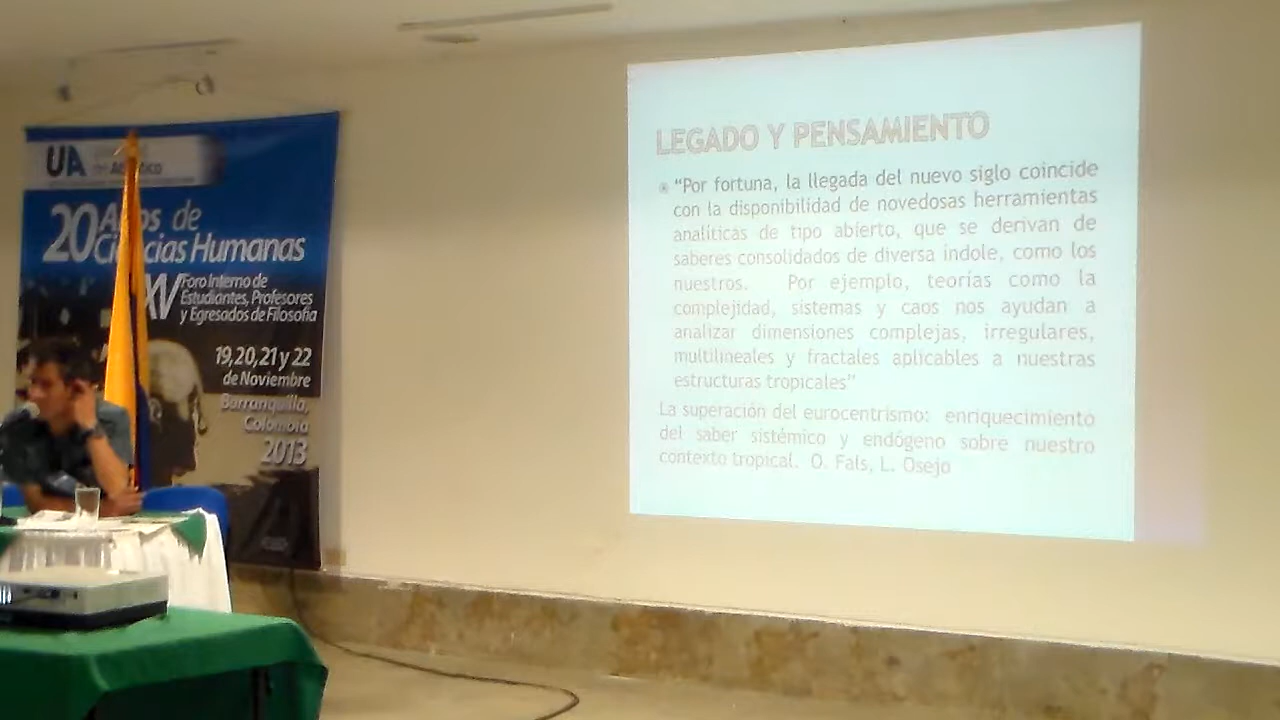 UA
del Atlántico
20 Años de
Ciencias Humanas
XV Foro Interno de
Estudiantes, Profesores
y Egresados de Filosofía
19, 20, 21 y 22
de Noviembre
Barranquilla,
Colombia
2013
LEGADO Y PENSAMIENTO
“Por fortuna, la llegada del nuevo siglo coincide
con la disponibilidad de novedosas herramientas
analíticas de tipo abierto, que se derivan de
saberes consolidados de diversa indole, como los
nuestros. Por ejemplo, teorías como la
complejidad, sistemas y caos nos ayudan a
analizar dimensiones complejas, irregulares,
multilineales y fractales aplicables a nuestras
estructuras tropicales”
La superación del eurocentrismo: enriquecimiento
del saber sistémico y endógeno sobre nuestro
contexto tropical. O. Fals, L. Osejo